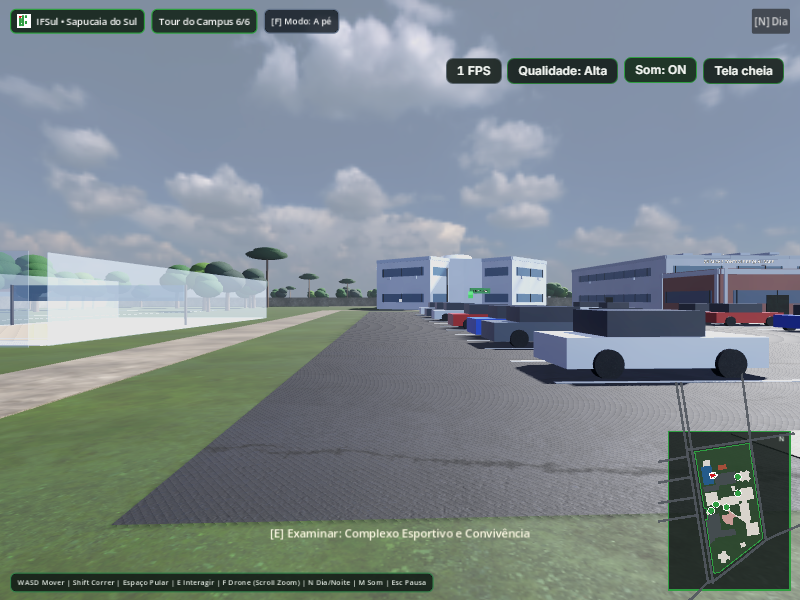 IFSul • Sapucaia do Sul
Tour do Campus 6/6
[F] Modo: A pé
[N] Dia
1 FPS
Qualidade: Alta
Som: ON
Tela cheia
[E] Examinar: Complexo Esportivo e Convivência
N
WASD Mover | Shift Correr | Espaço Pular | E Interagir | F Drone (Scroll Zoom) | N Dia/Noite | M Som | Esc Pausa